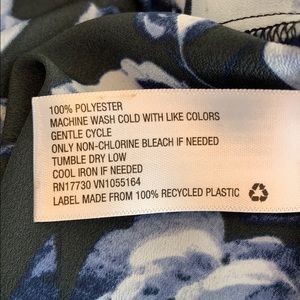 100% POLYESTER
MACHINE WASH COLD WITH LIKE COLORS
GENTLE CYCLE
ONLY NON-CHLORINE BLEACH IF NEEDED
TUMBLE DRY LOW
COOL IRON IF NEEDED
RN17730 VN1055164
LABEL MADE FROM 100% RECYCLED PLASTIC